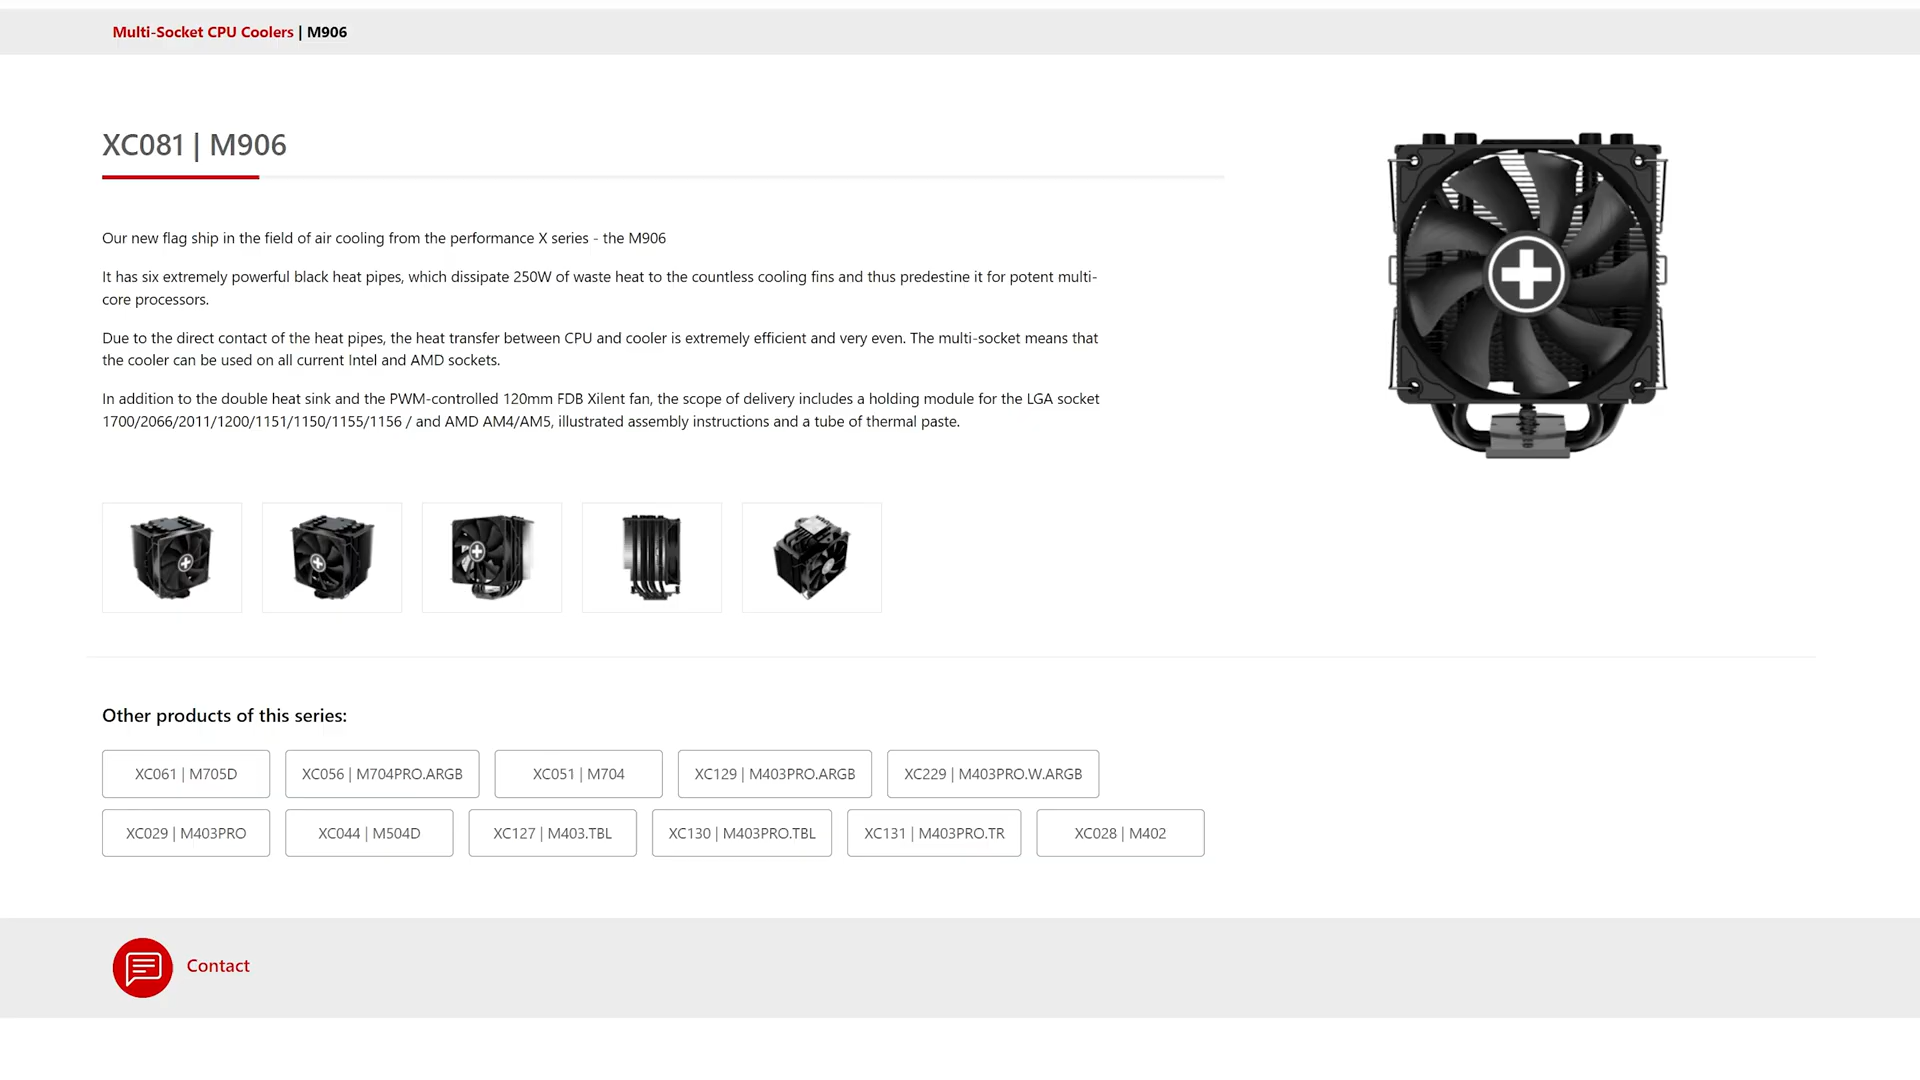 Multi-Socket CPU Coolers | M906
XC081 | M906
Our new flag ship in the field of air cooling from the performance X series - the M906
It has six extremely powerful black heat pipes, which dissipate 250W of waste heat to the countless cooling fins and thus predestine it for potent multi-
core processors.
Due to the direct contact of the heat pipes, the heat transfer between CPU and cooler is extremely efficient and very even. The multi-socket means that
the cooler can be used on all current Intel and AMD sockets.
In addition to the double heat sink and the PWM-controlled 120mm FDB Xilent fan, the scope of delivery includes a holding module for the LGA socket
1700/2066/2011/1200/1151/1150/1155/1156 / and AMD AM4/AM5, illustrated assembly instructions and a tube of thermal paste.
Other products of this series:
XC061 | M705D
XC056 | M704PRO.ARGB
XC051 | M704
XC129 | M403PRO.ARGB
XC229 | M403PRO.W.ARGB
XC029 | M403PRO
XC044 | M504D
XC127 | M403.TBL
XC130 | M403PRO.TBL
XC131 | M403PRO.TR
XC028 | M402
Contact